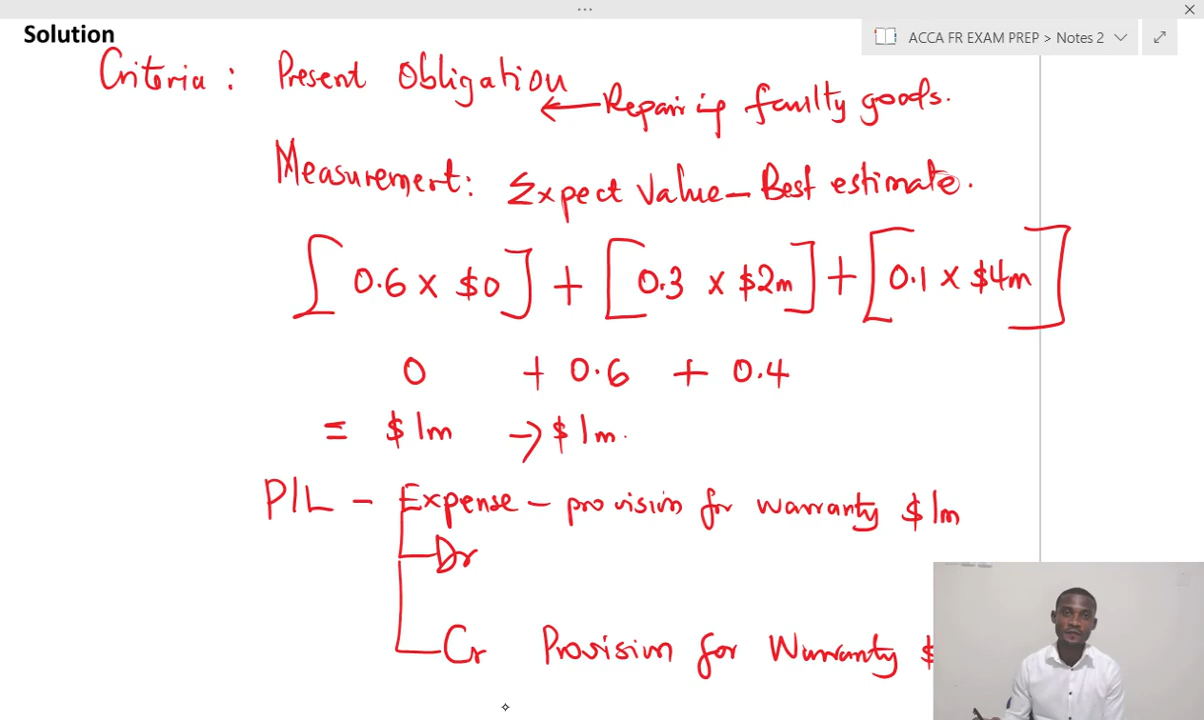 Solution
ACCA FR EXAM PREP > Notes 2
Criteria : Present Obligation
Repairing faulty goods.
Measurement: Expect Value – Best estimate.
[0.6 x $0] + [0.3 x $2m] + [0.1 x $4m]
0 + 0.6 + 0.4
= $1m → $1m.
P/L – Expense – provision for warranty $1m
Dr
Cr Provision for Warranty $